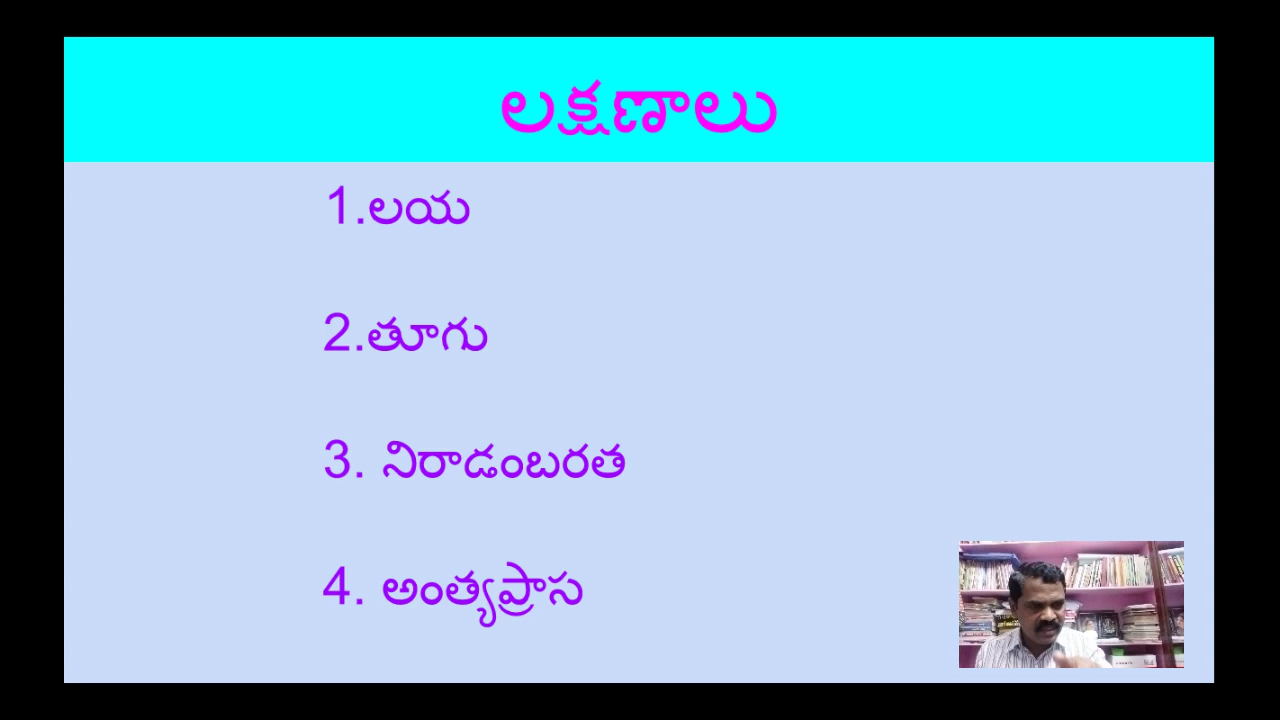 లక్షణాలు
1.లయ
2.తూగు
3. నిరాడంబరత
4. అంత్యప్రాస